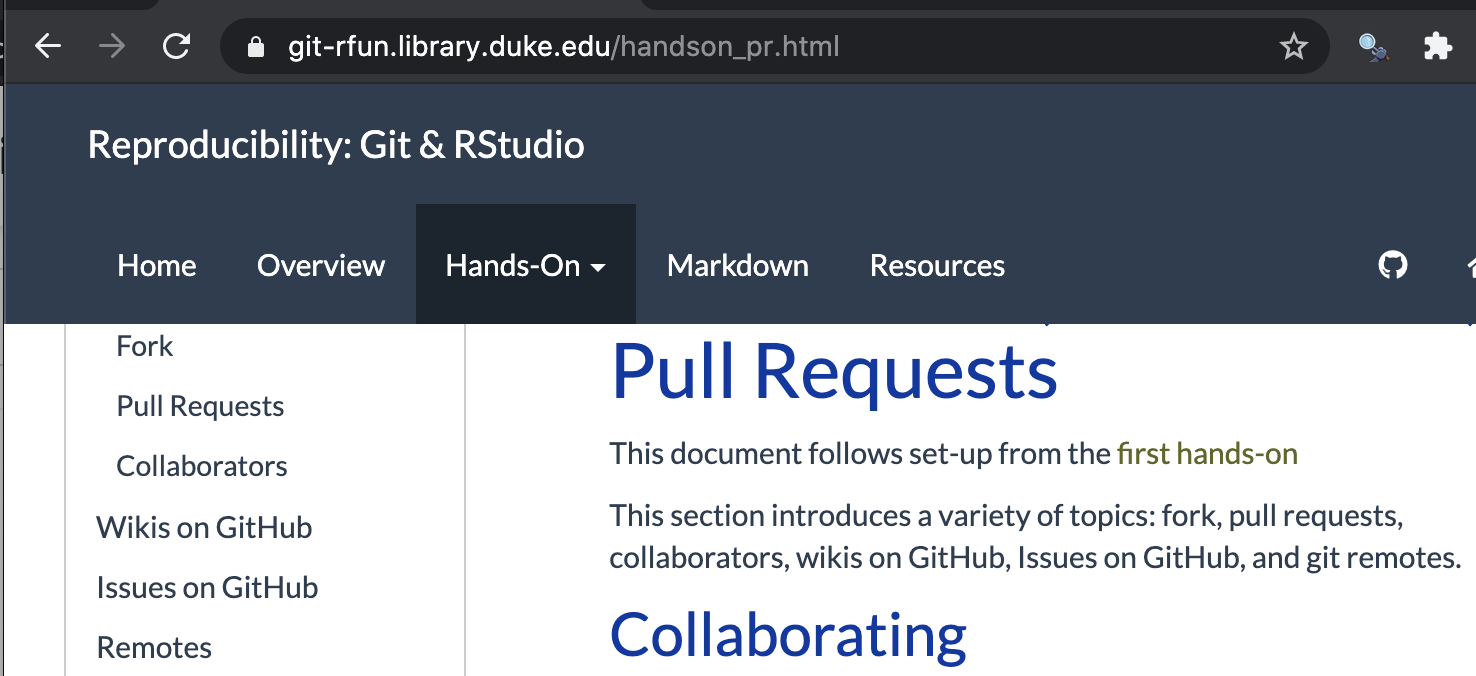 git-rfun.library.duke.edu/handson_pr.html
Reproducibility: Git & RStudio
Home Overview Hands-On Markdown Resources
Fork
Pull Requests
Collaborators
Wikis on GitHub
Issues on GitHub
Remotes
Pull Requests
This document follows set-up from the first hands-on
This section introduces a variety of topics: fork, pull requests,
collaborators, wikis on GitHub, Issues on GitHub, and git remotes.
Collaborating